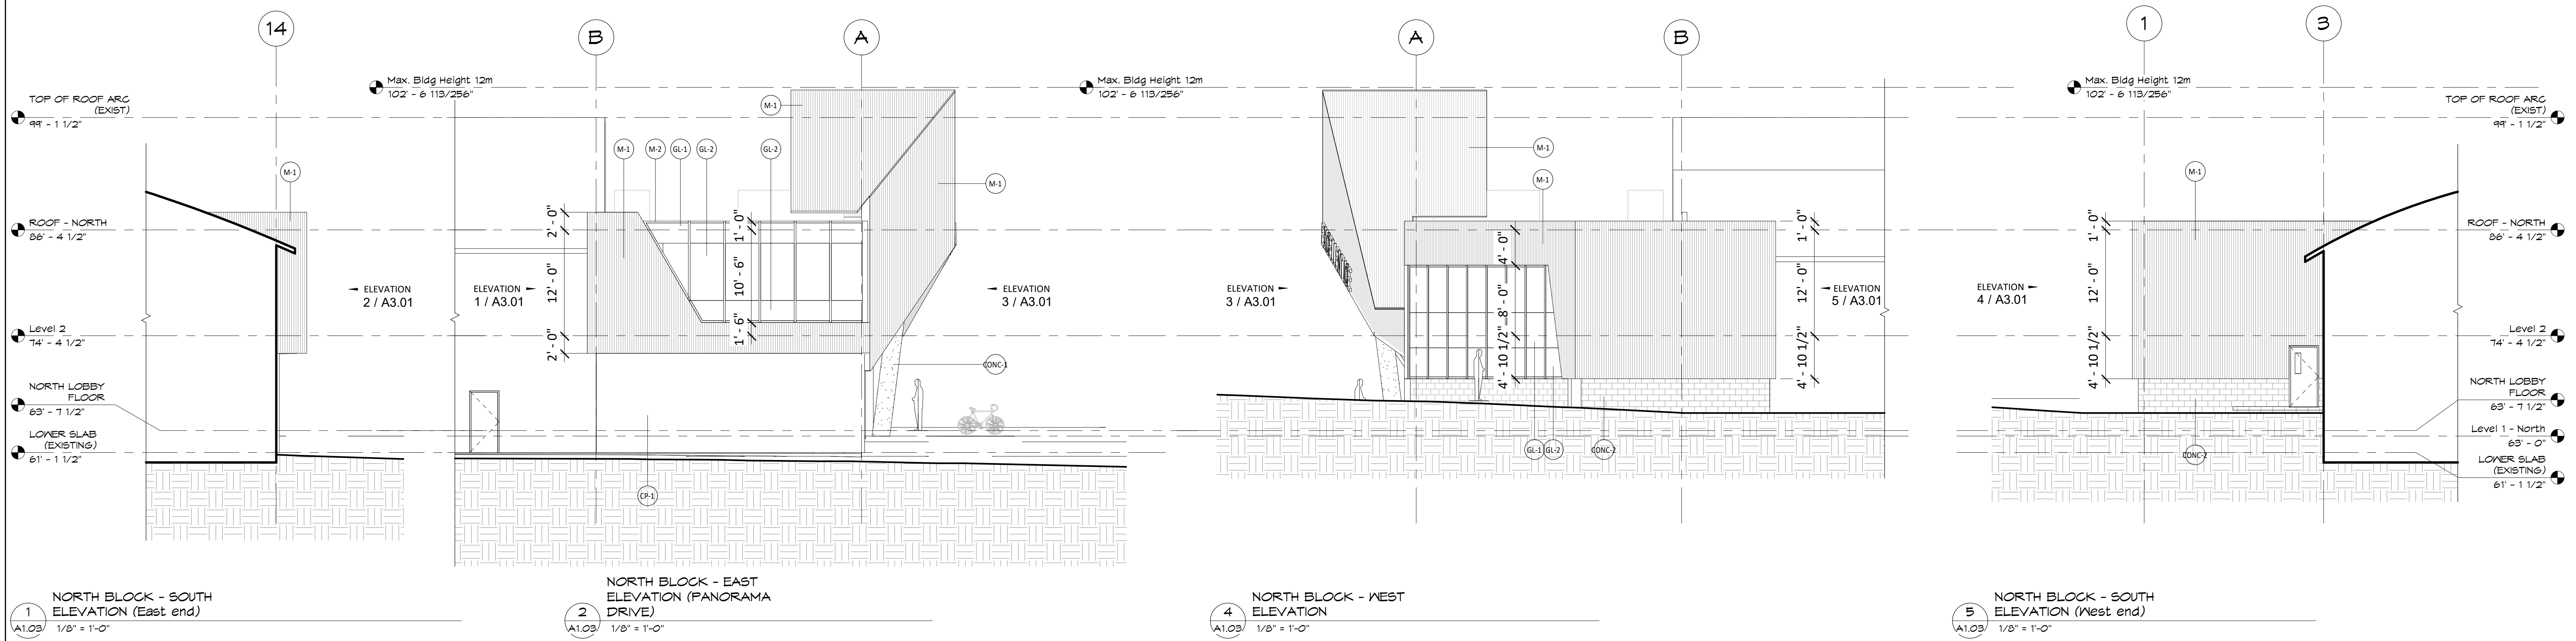 14
TOP OF ROOF ARC
(EXIST)
99' - 1 1/2"
M-1
ROOF - NORTH
86' - 4 1/2"
Level 2
74' - 4 1/2"
NORTH LOBBY
FLOOR
63' - 7 1/2"
LOWER SLAB
(EXISTING)
61' - 1 1/2"
ELEVATION
2 / A3.01
1
A1.03
NORTH BLOCK - SOUTH
ELEVATION (East end)
1/8" = 1'-0"
B
A
Max. Bldg Height 12m
102' - 6 113/256"
M-1
M-1
M-2
GL-1
GL-2
GL-2
M-1
2' - 0"
12' - 0"
2' - 0"
1' - 0"
10' - 6"
1' - 6"
ELEVATION
1 / A3.01
ELEVATION
3 / A3.01
CONC-1
CP-1
2
A1.03
NORTH BLOCK - EAST
ELEVATION (PANORAMA
DRIVE)
1/8" = 1'-0"
A
B
Max. Bldg Height 12m
102' - 6 113/256"
M-1
M-1
4' - 0"
8' - 0"
4' - 10 1/2"
1' - 0"
12' - 0"
4' - 10 1/2"
ELEVATION
3 / A3.01
ELEVATION
5 / A3.01
GL-1
GL-2
CONC-2
4
A1.03
NORTH BLOCK - WEST
ELEVATION
1/8" = 1'-0"
1
3
Max. Bldg Height 12m
102' - 6 113/256"
M-1
1' - 0"
12' - 0"
4' - 10 1/2"
ELEVATION
4 / A3.01
CONC-2
TOP OF ROOF ARC
(EXIST)
99' - 1 1/2"
ROOF - NORTH
86' - 4 1/2"
Level 2
74' - 4 1/2"
NORTH LOBBY
FLOOR
63' - 7 1/2"
Level 1 - North
63' - 0"
LOWER SLAB
(EXISTING)
61' - 1 1/2"
5
A1.03
NORTH BLOCK - SOUTH
ELEVATION (West end)
1/8" = 1'-0"